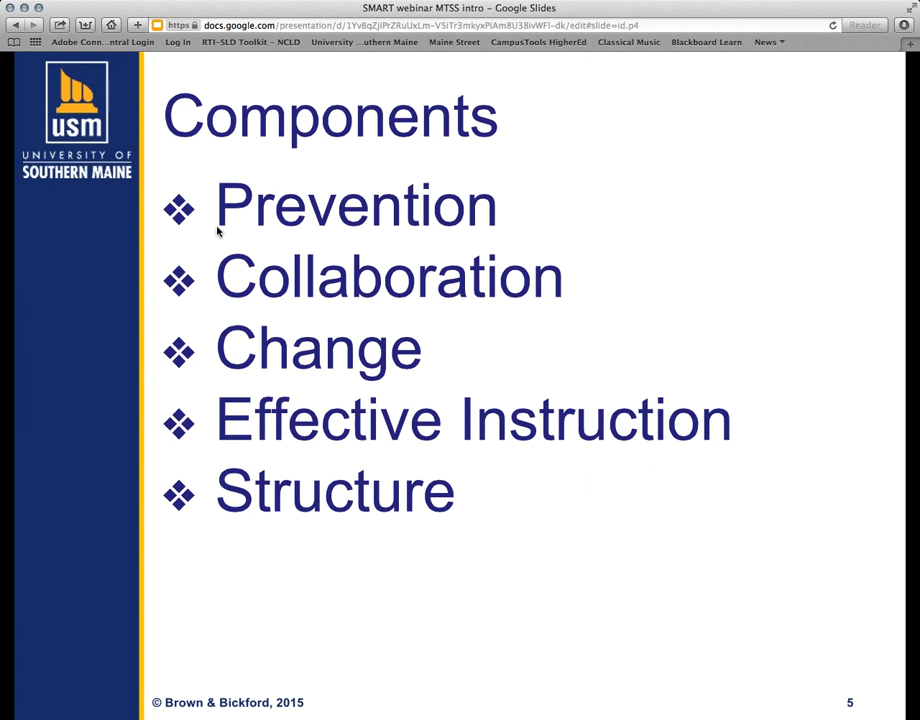 SMART webinar MTSS intro – Google Slides
https docs.google.com/presentation/d/1YvBqZjiPrZRuUxLm-V5iTr3mkyxPiAm8U38ivWFl-dk/edit#slide=id.p4
Reader
Adobe Conn...ntral Login Log In RTI-SLD Toolkit - NCLD University ...uthern Maine Maine Street CampusTools HigherEd Classical Music Blackboard Learn News
usm
UNIVERSITY OF
SOUTHERN MAINE
Components
❖ Prevention
❖ Collaboration
❖ Change
❖ Effective Instruction
❖ Structure
© Brown & Bickford, 2015
5